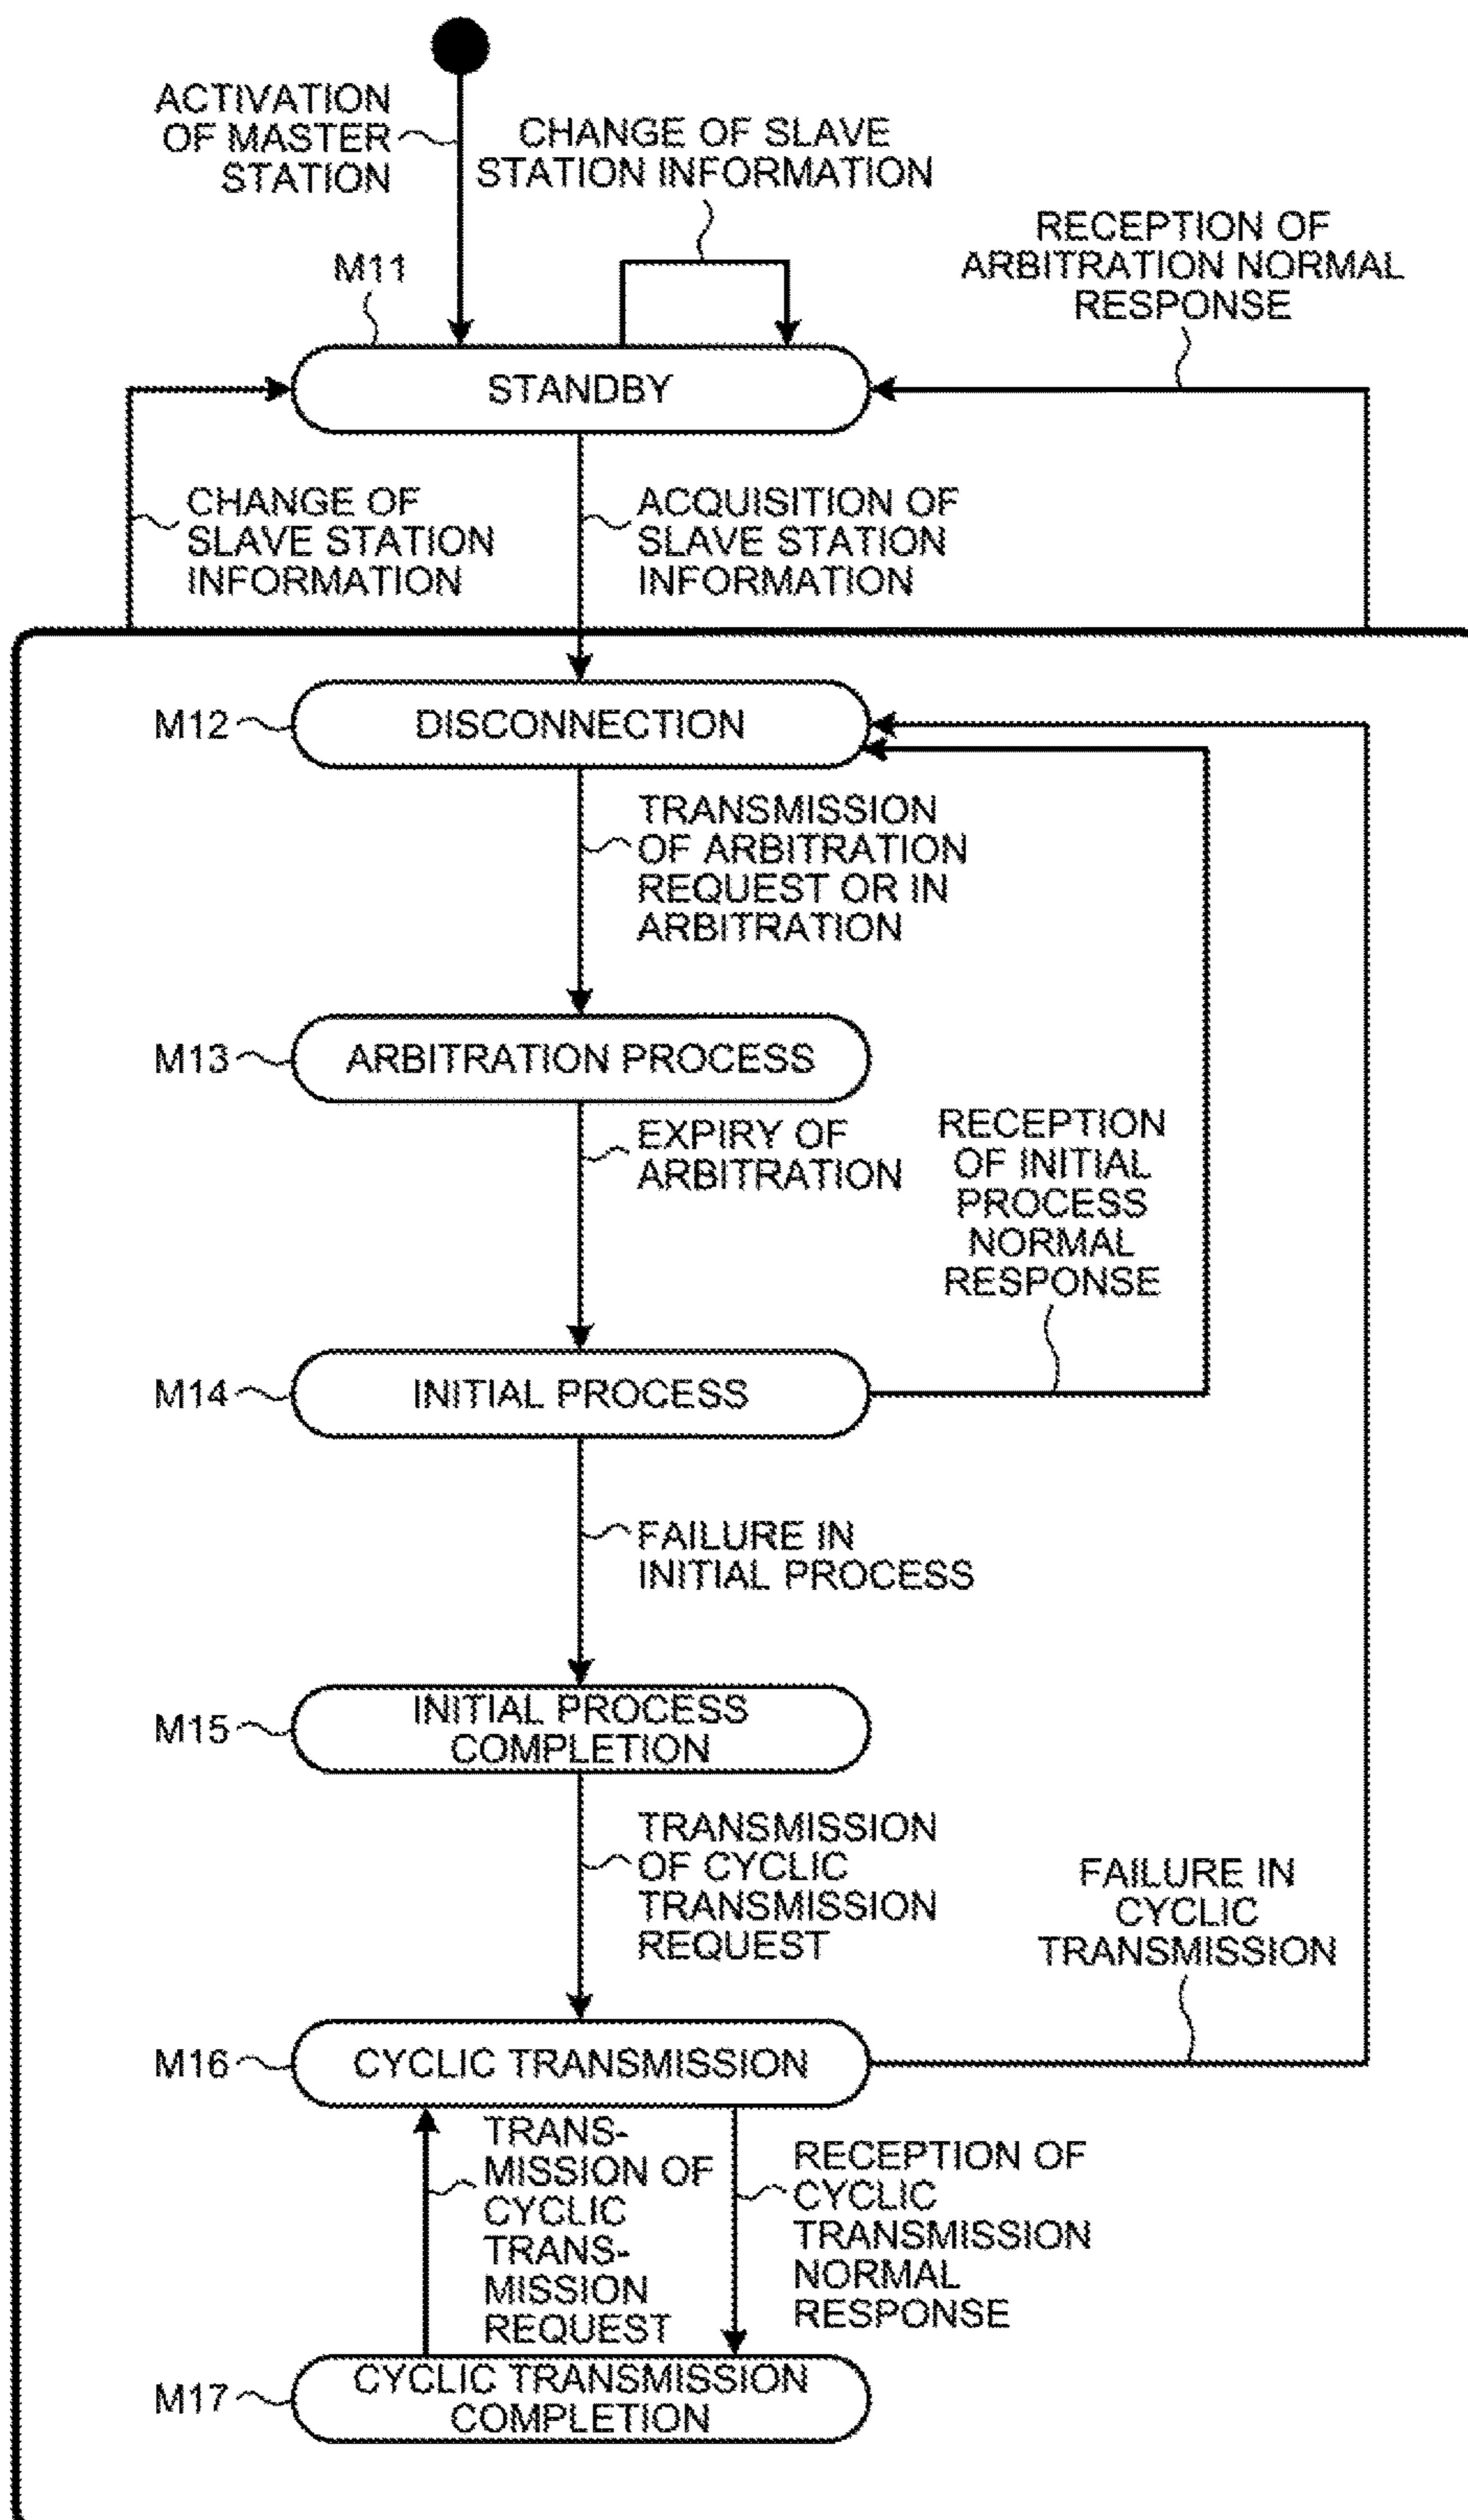 ACTIVATION
OF MASTER
STATION
CHANGE OF SLAVE
STATION INFORMATION
RECEPTION OF
ARBITRATION NORMAL
RESPONSE
M11
STANDBY
CHANGE OF
SLAVE STATION
INFORMATION
ACQUISITION OF
SLAVE STATION
INFORMATION
M12
DISCONNECTION
TRANSMISSION
OF ARBITRATION
REQUEST OR IN
ARBITRATION
M13
ARBITRATION PROCESS
EXPIRY OF
ARBITRATION
RECEPTION
OF INITIAL
PROCESS
NORMAL
RESPONSE
M14
INITIAL PROCESS
FAILURE IN
INITIAL PROCESS
M15
INITIAL PROCESS
COMPLETION
TRANSMISSION
OF CYCLIC
TRANSMISSION
REQUEST
FAILURE IN
CYCLIC
TRANSMISSION
M16
CYCLIC TRANSMISSION
TRANS-
MISSION OF
CYCLIC
TRANS-
MISSION
REQUEST
RECEPTION OF
CYCLIC
TRANSMISSION
NORMAL
RESPONSE
M17
CYCLIC TRANSMISSION
COMPLETION